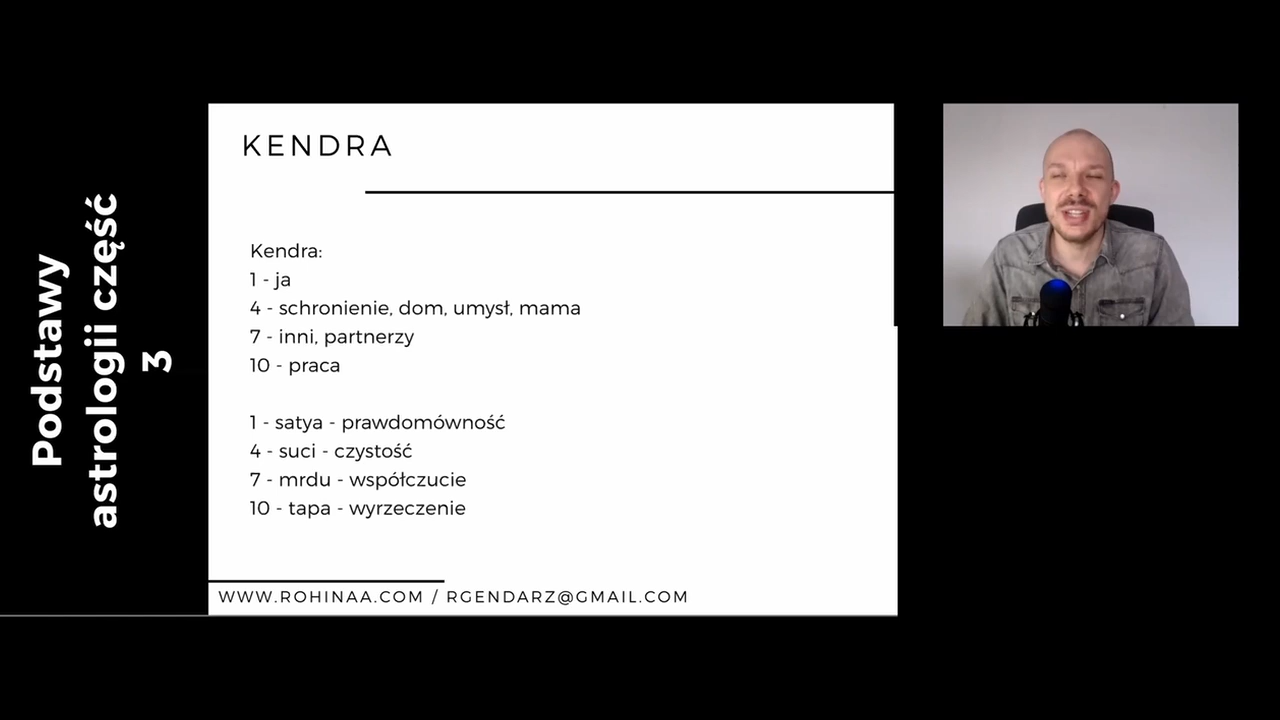 Podstawy
astrologii część
3
KENDRA
Kendra:
1 - ja
4 - schronienie, dom, umysł, mama
7 - inni, partnerzy
10 - praca
1 - satya - prawdomówność
4 - suci - czystość
7 - mrdu - współczucie
10 - tapa - wyrzeczenie
WWW.ROHINAA.COM / RGENDARZ@GMAIL.COM